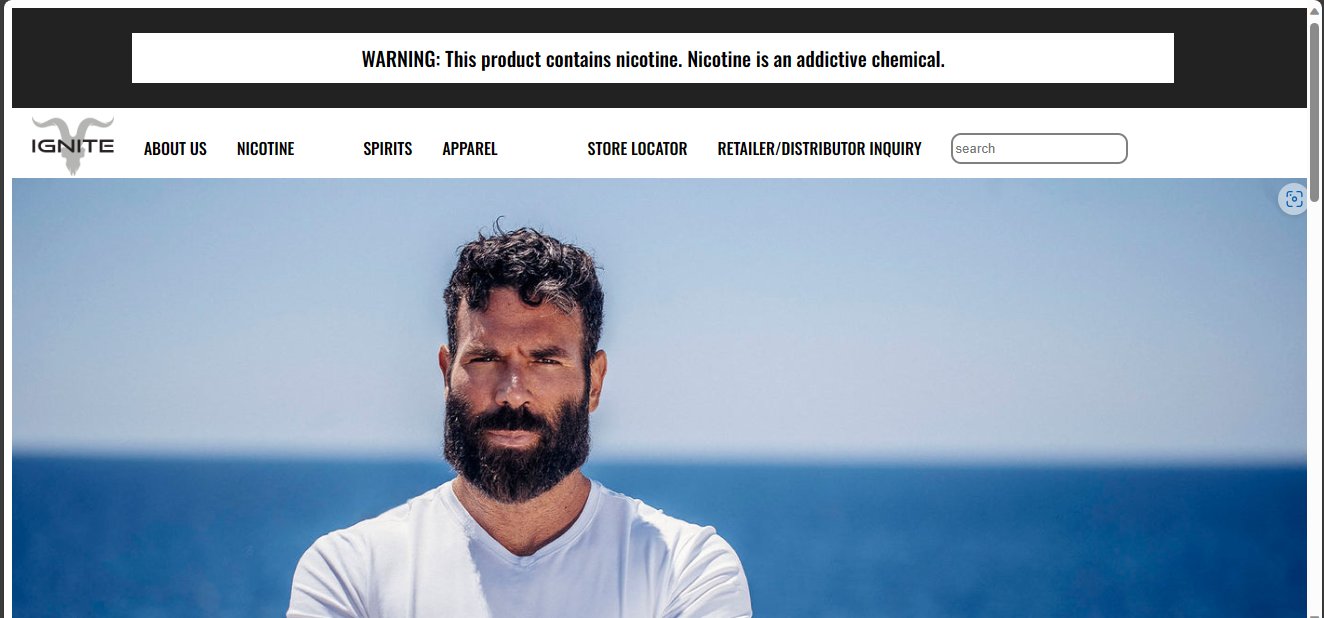 WARNING: This product contains nicotine. Nicotine is an addictive chemical.
IGNITE
ABOUT US
NICOTINE
SPIRITS
APPAREL
STORE LOCATOR
RETAILER/DISTRIBUTOR INQUIRY
search